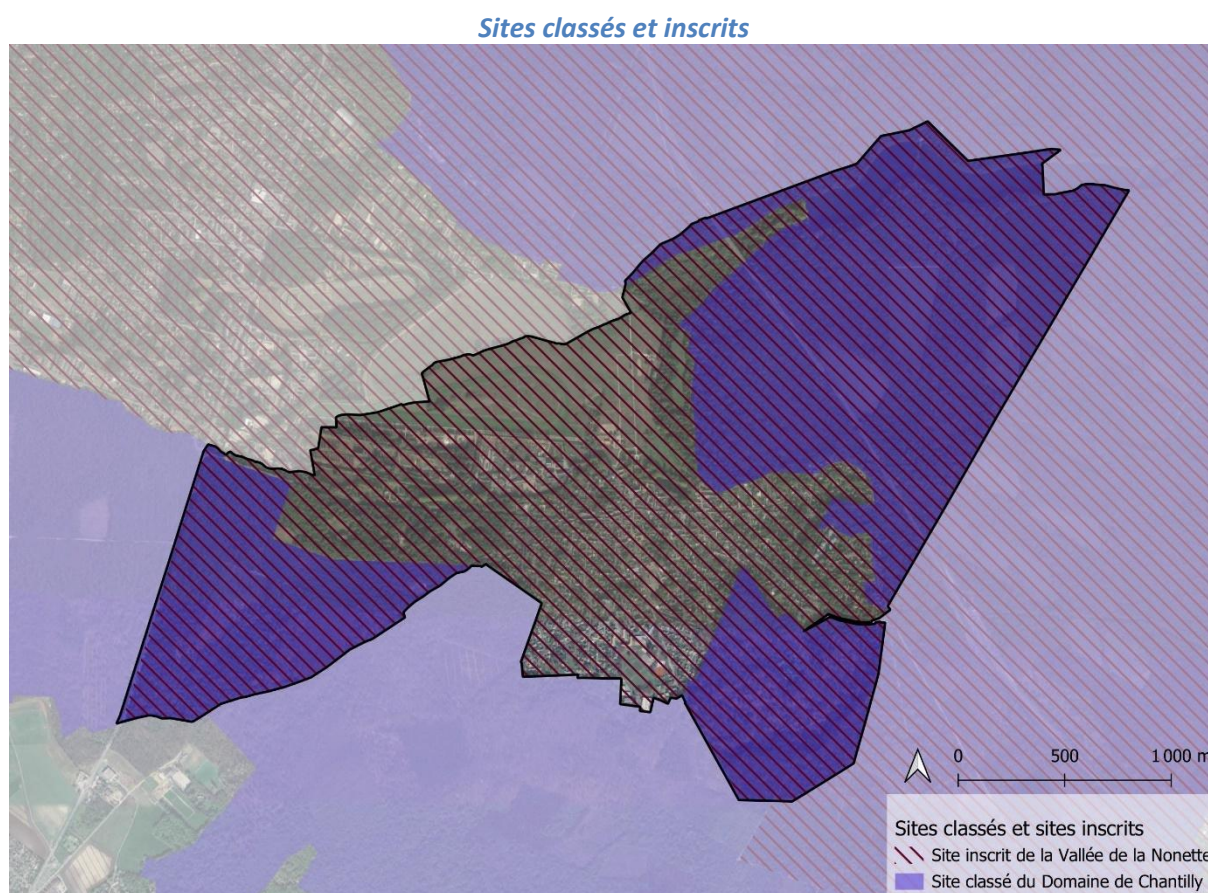 Sites classés et inscrits
0 500 1 000 m
Sites classés et sites inscrits
Site inscrit de la Vallée de la Nonette
Site classé du Domaine de Chantilly